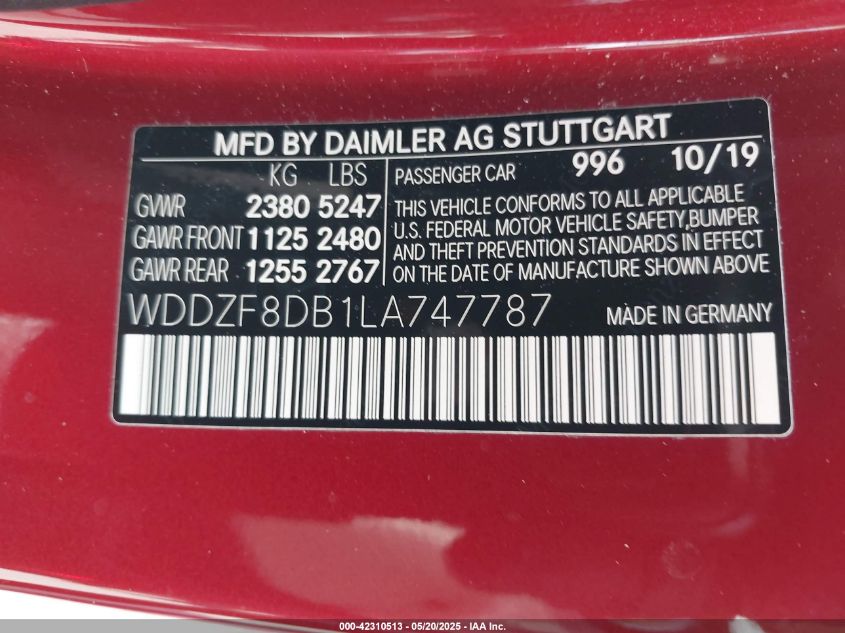 MFD BY DAIMLER AG STUTTGART
KG LBS
GVWR 2380 5247
GAWR FRONT 1125 2480
GAWR REAR 1255 2767
PASSENGER CAR 996 10/19
THIS VEHICLE CONFORMS TO ALL APPLICABLE
U.S. FEDERAL MOTOR VEHICLE SAFETY,BUMPER
AND THEFT PREVENTION STANDARDS IN EFFECT
ON THE DATE OF MANUFACTURE SHOWN ABOVE
WDDZF8DB1LA747787 MADE IN GERMANY
000-42310513 - 05/20/2025 - IAA Inc.